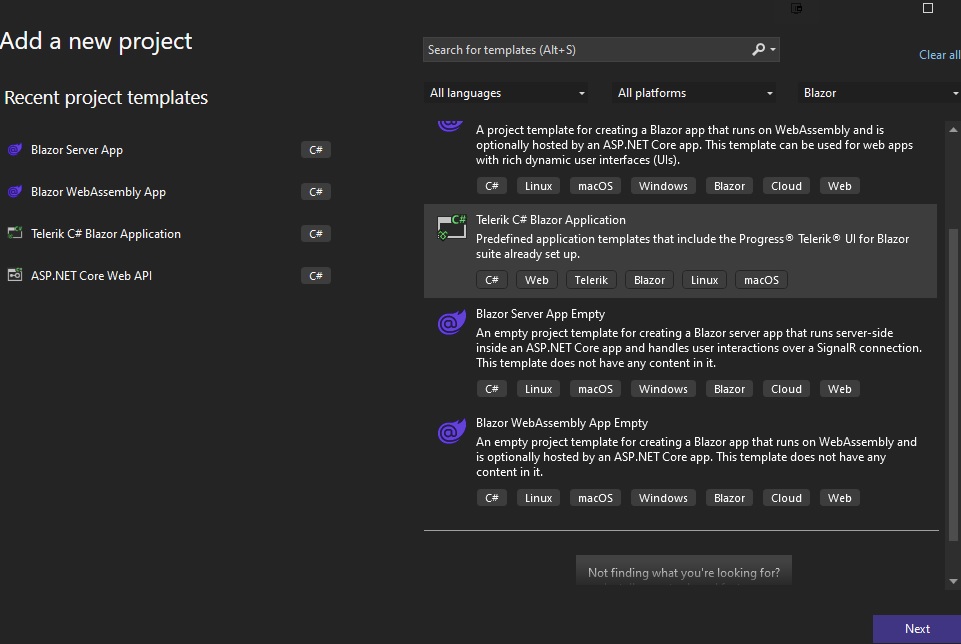 Add a new project
Search for templates (Alt+S)
Clear all
Recent project templates
All languages
All platforms
Blazor
Blazor Server App
C#
Blazor WebAssembly App
C#
Telerik C# Blazor Application
C#
ASP.NET Core Web API
C#
A project template for creating a Blazor app that runs on WebAssembly and is
optionally hosted by an ASP.NET Core app. This template can be used for web apps
with rich dynamic user interfaces (UIs).
C# Linux macOS Windows Blazor Cloud Web
Telerik C# Blazor Application
Predefined application templates that include the Progress® Telerik® UI for Blazor
suite already set up.
C# Web Telerik Blazor Linux macOS
Blazor Server App Empty
An empty project template for creating a Blazor server app that runs server-side
inside an ASP.NET Core app and handles user interactions over a SignalR connection.
This template does not have any content in it.
C# Linux macOS Windows Blazor Cloud Web
Blazor WebAssembly App Empty
An empty project template for creating a Blazor app that runs on WebAssembly and
is optionally hosted by an ASP.NET Core app. This template does not have any
content in it.
C# Linux macOS Windows Blazor Cloud Web
Not finding what you're looking for?
Next